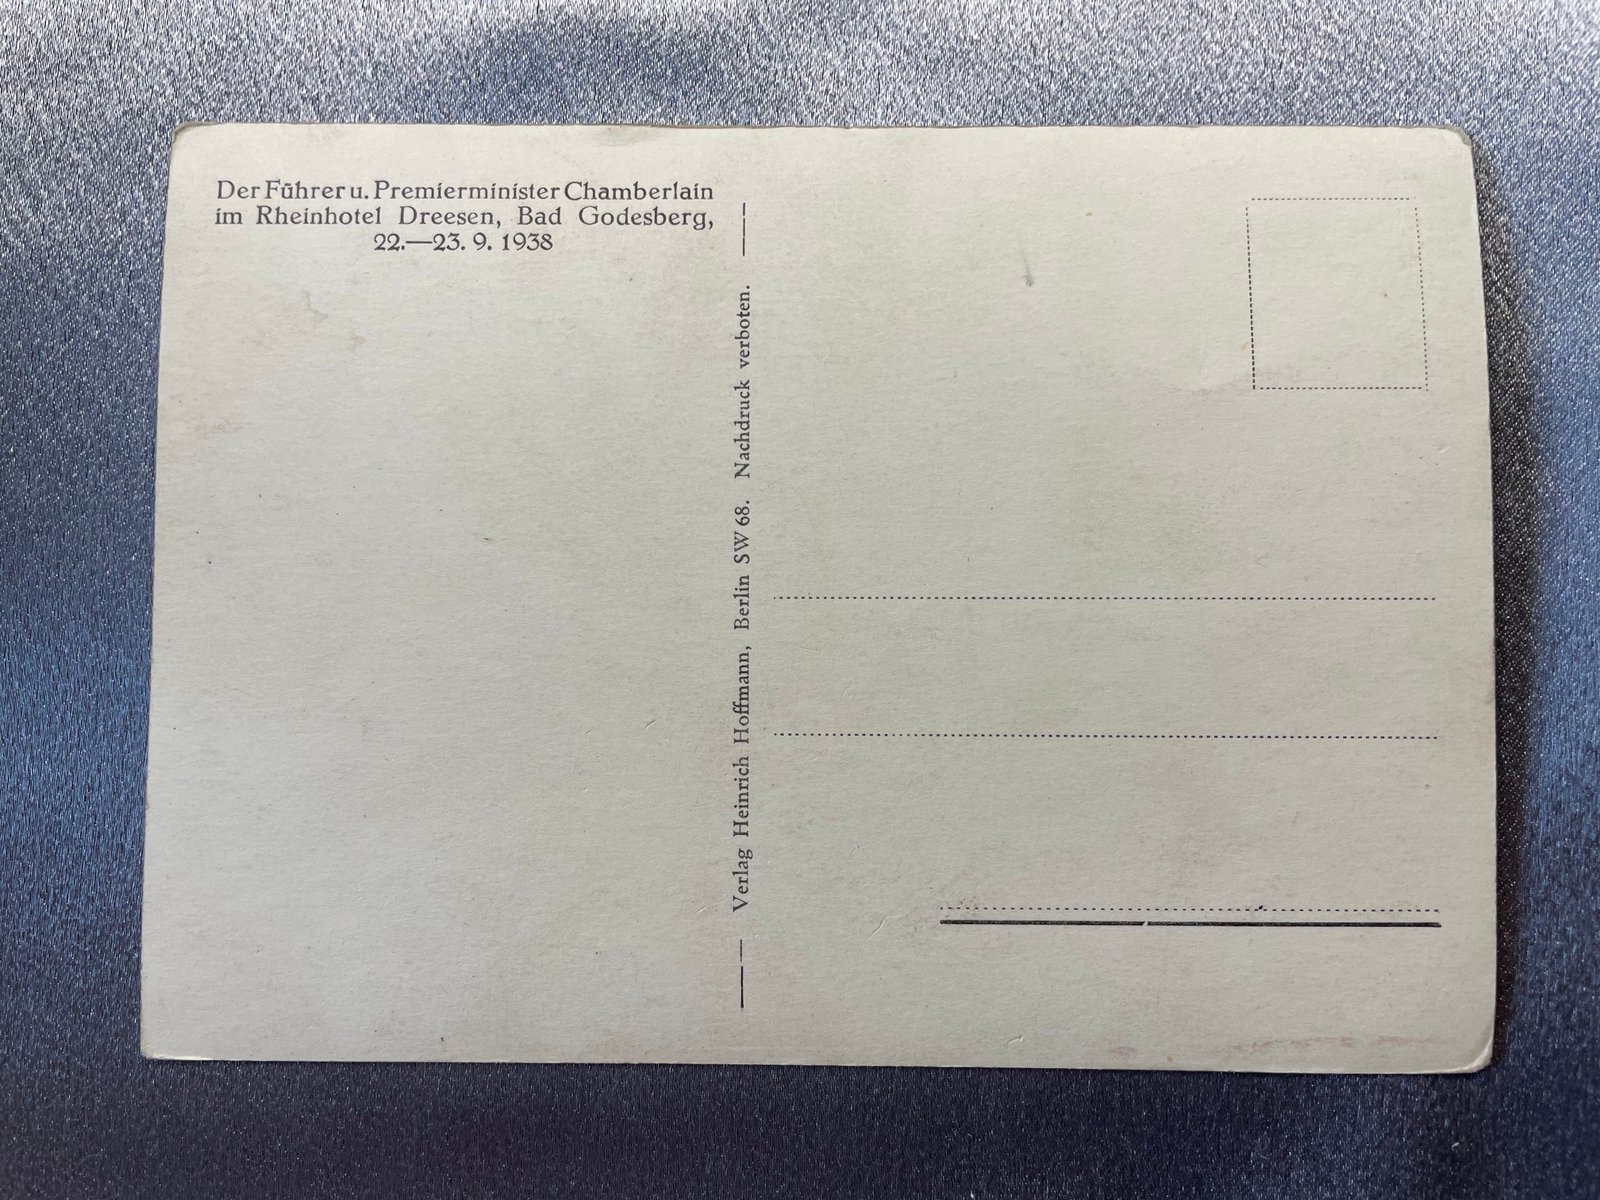 Der Führer u. Premierminister Chamberlain
im Rheinhotel Dreesen, Bad Godesberg,
22.—23. 9. 1938
Verlag Heinrich Hoffmann, Berlin SW 68. Nachdruck verboten.